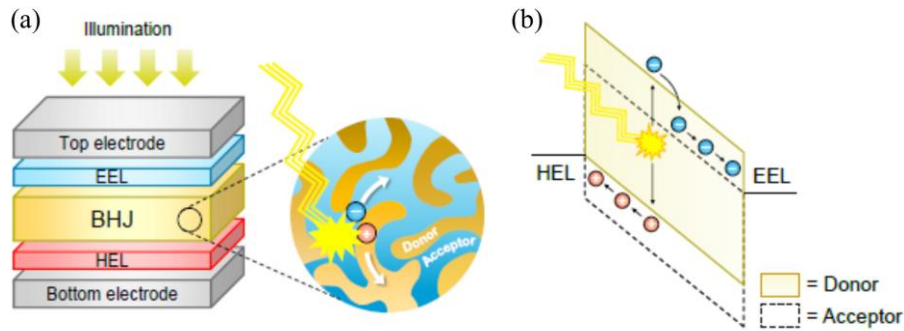 (a)
Illumination
Top electrode
EEL
BHJ
HEL
Bottom electrode
−
+
Donor
Acceptor
(b)
−
−
−
−
HEL
EEL
+
+
+
= Donor
= Acceptor